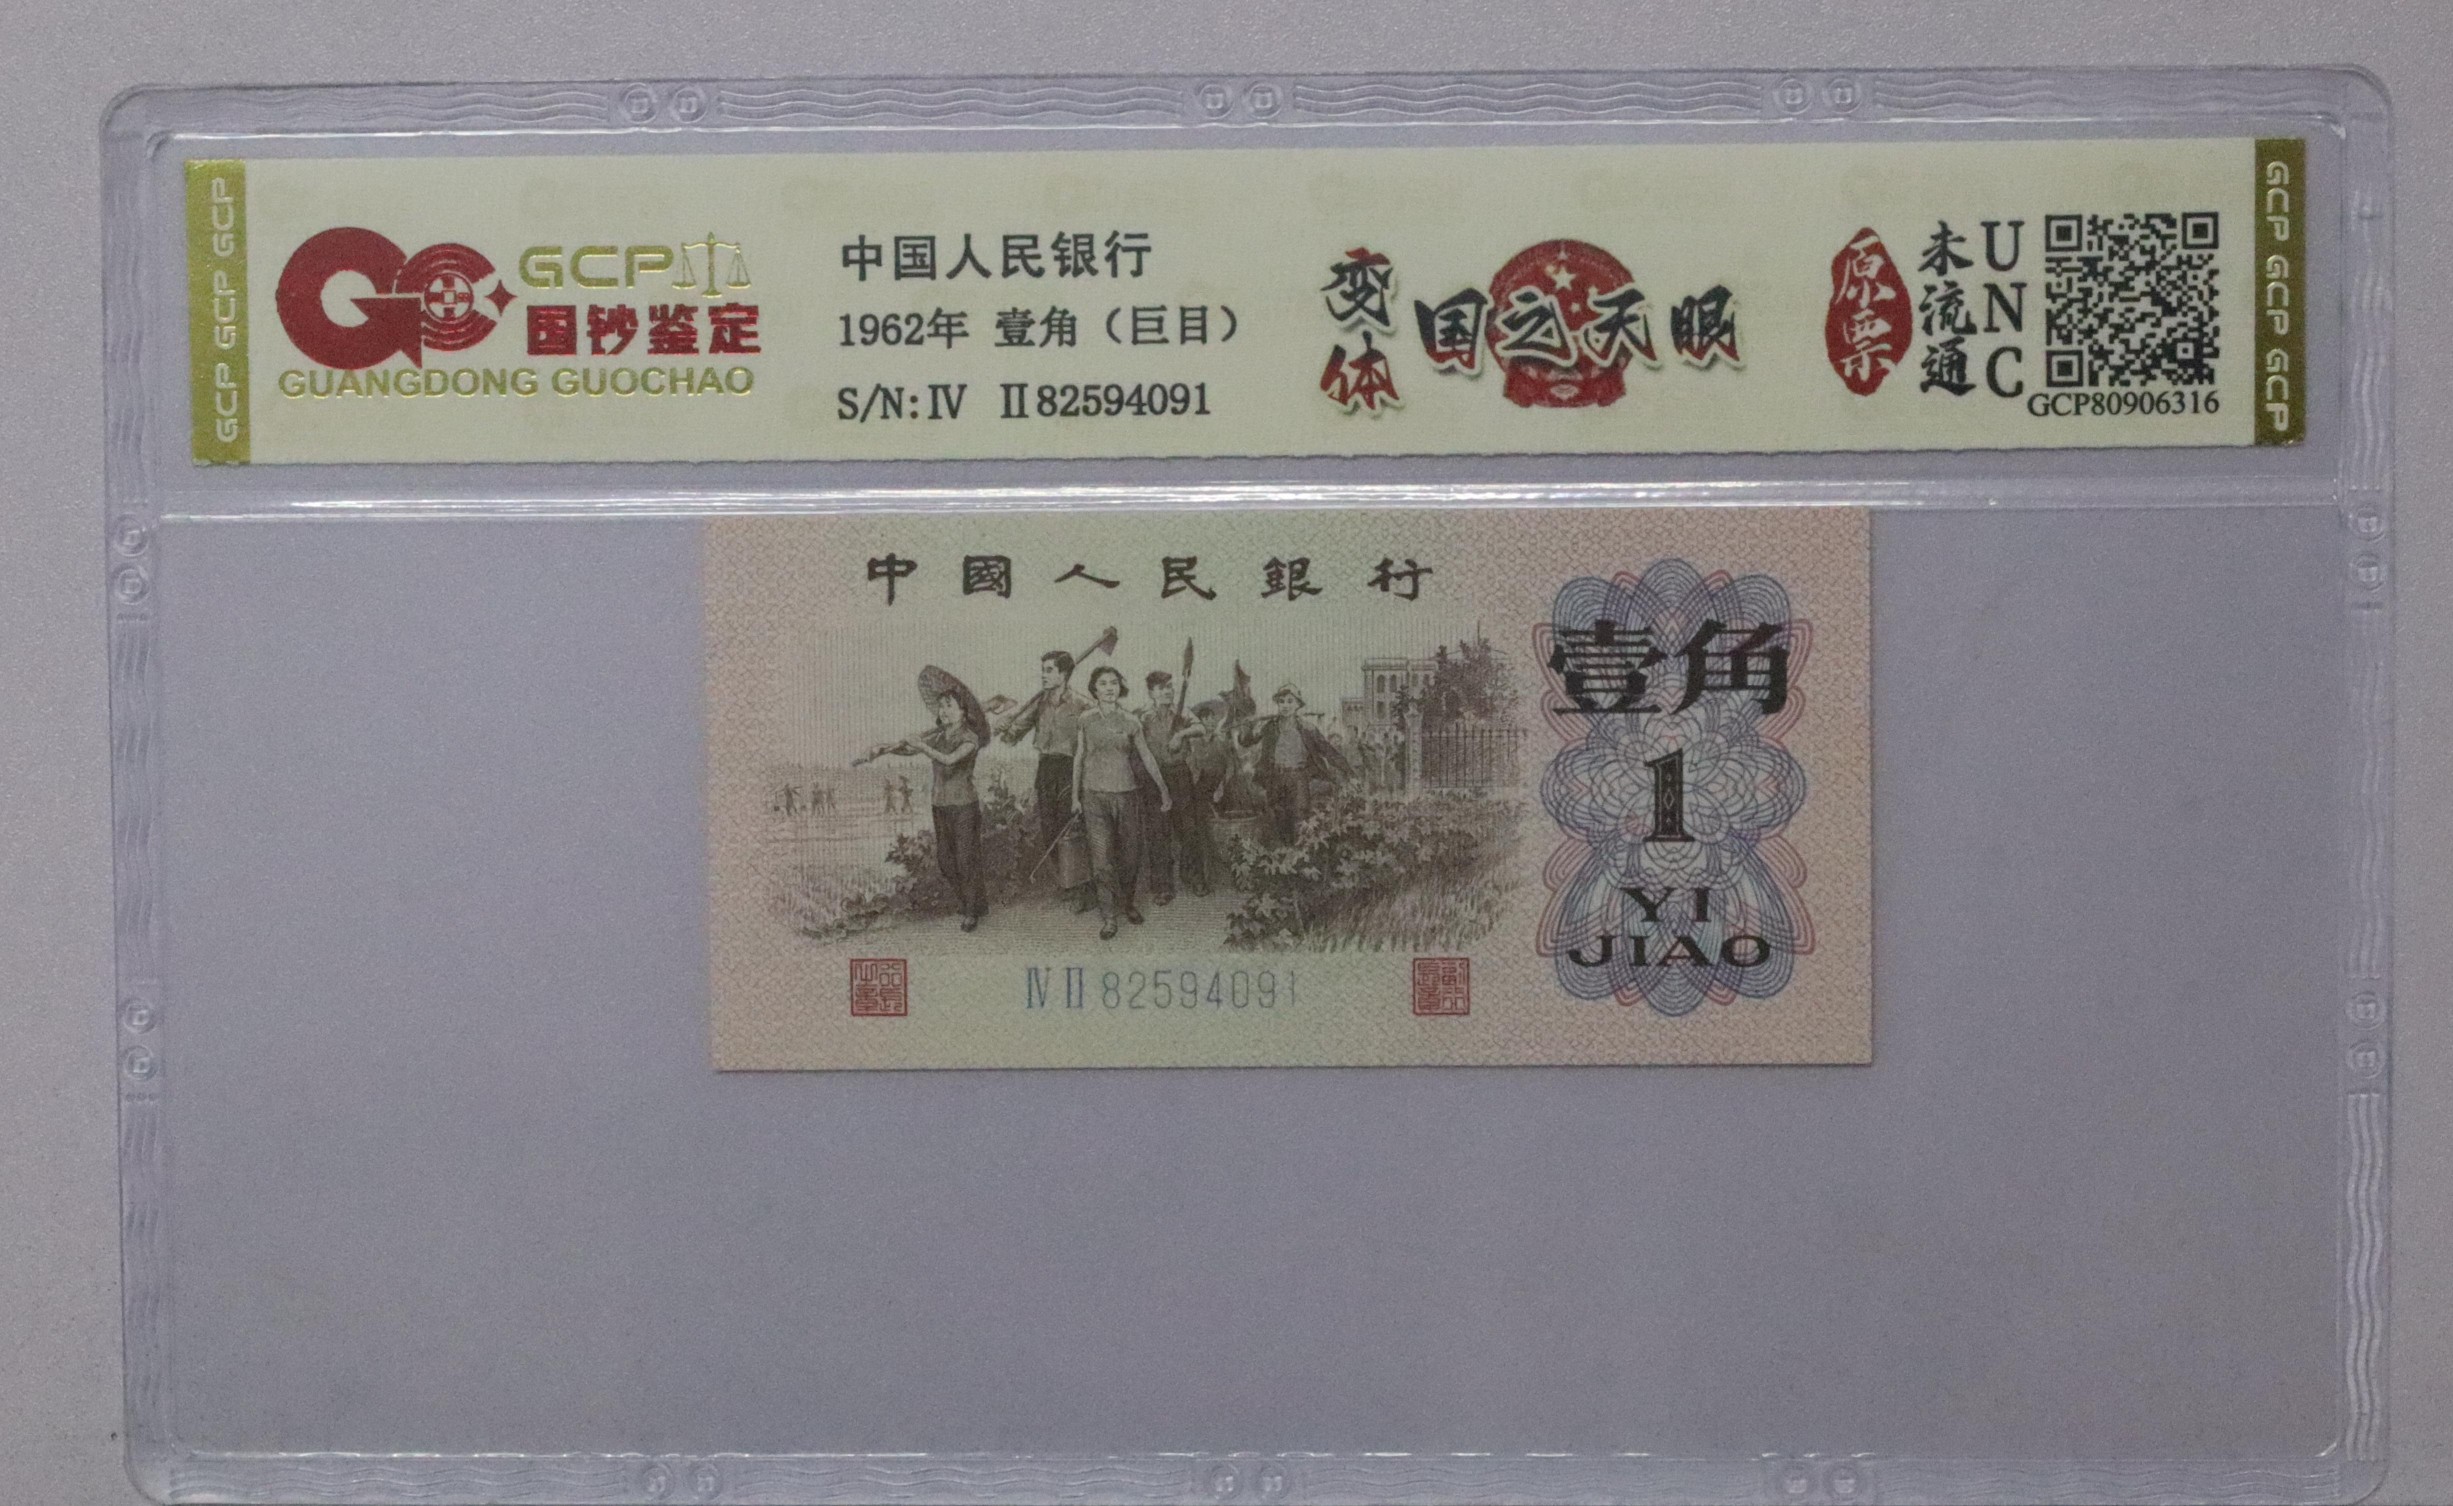 GCP GCP GCP
GCP
国钞鉴定
GUANGDONG GUOCHAO
中国人民银行
1962年 壹角（巨目）
S/N: IV II 82594091
变体
国之天眼
原票
未流通
UNC
GCP80906316
GCP GCP GCP
中國人民銀行
壹角
1
YI
JIAO
IV II 82594091